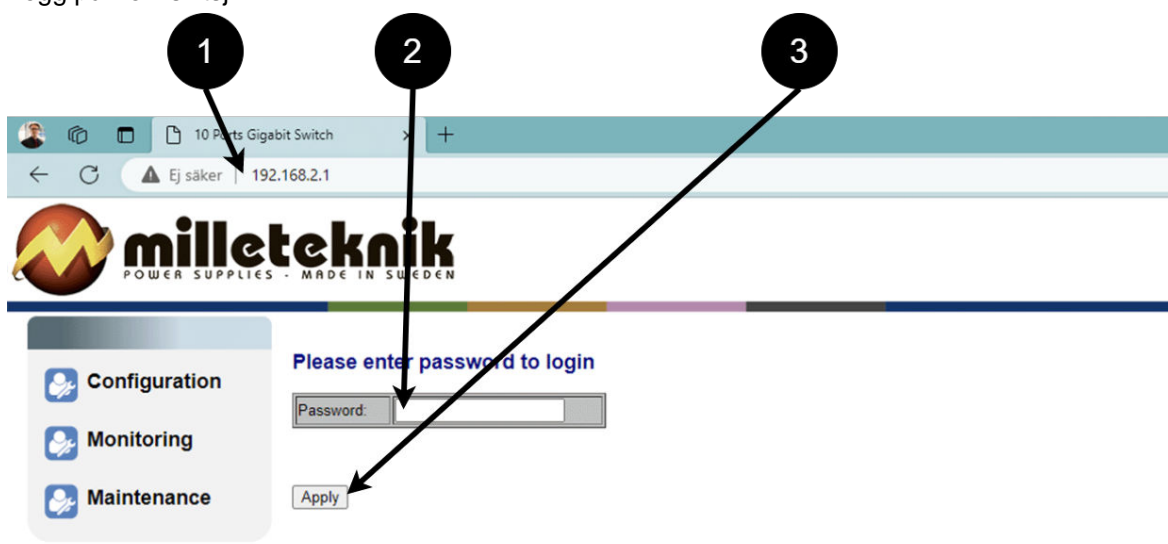 1 2 3
10 Ports Gigabit Switch
Ej säker 192.168.2.1
milleteknik
POWER SUPPLIES - MADE IN SWEDEN
Please enter password to login
Configuration
Password:
Monitoring
Maintenance
Apply